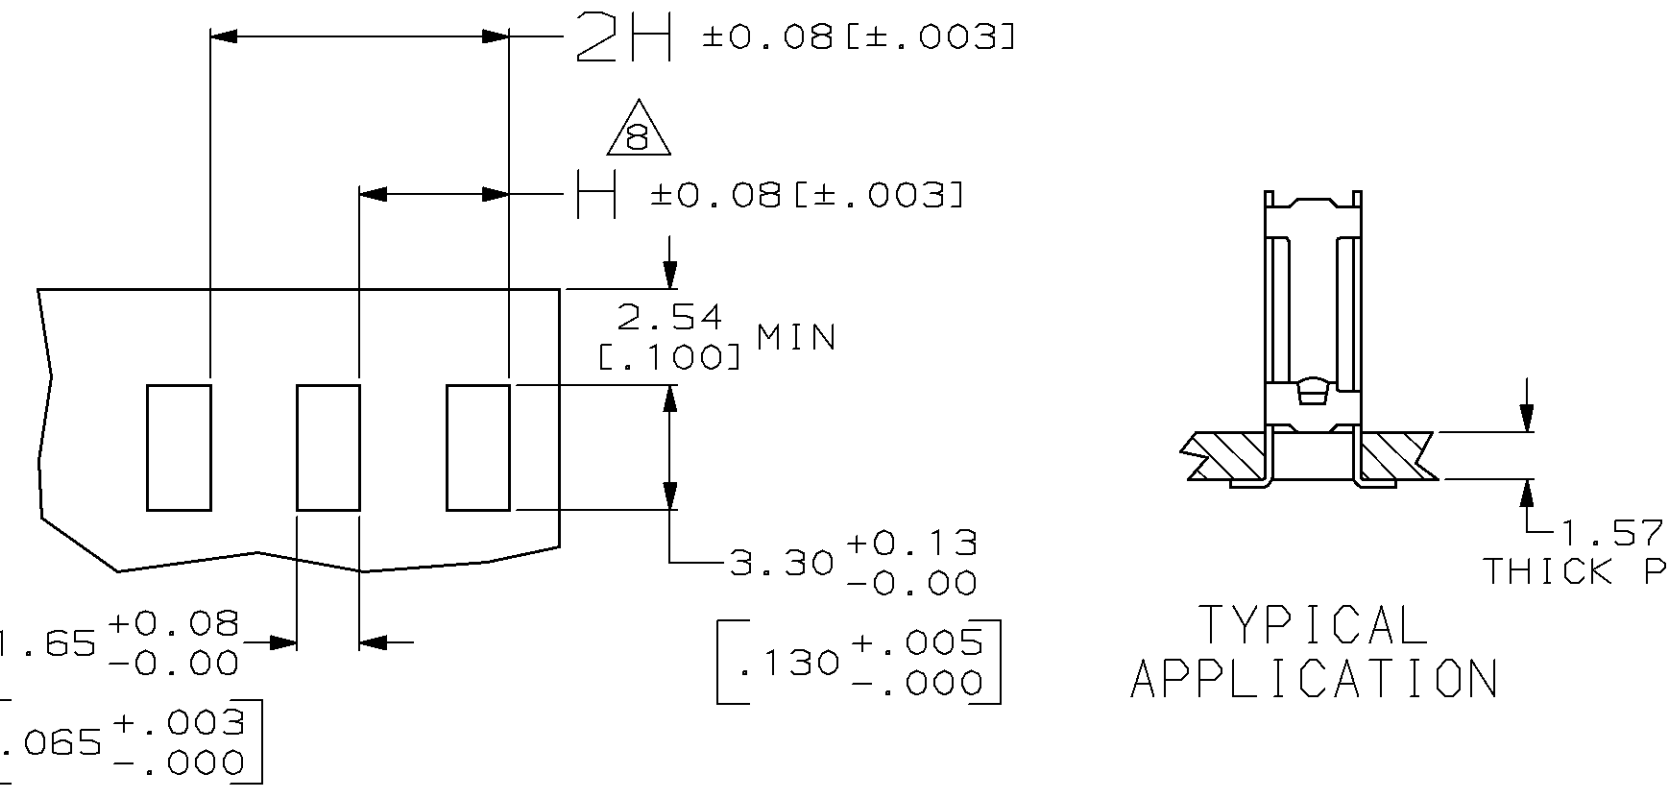 2H ±0.08[±.003]
8
H ±0.08[±.003]
2.54
[.100] MIN
3.30 +0.13
-0.00
[.130 +.005
-.000]
1.65 +0.08
-0.00
[.065 +.003
-.000]
1.57
THICK P
TYPICAL
APPLICATION